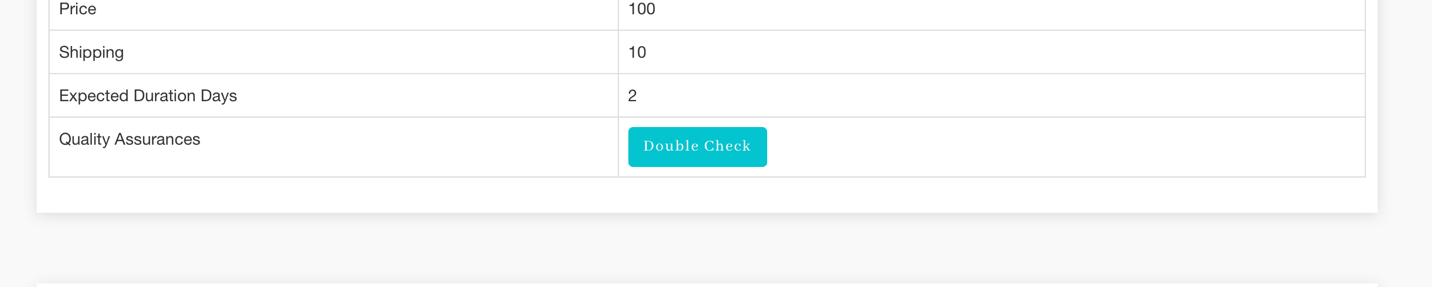 Price 100
Shipping 10
Expected Duration Days 2
Quality Assurances Double Check